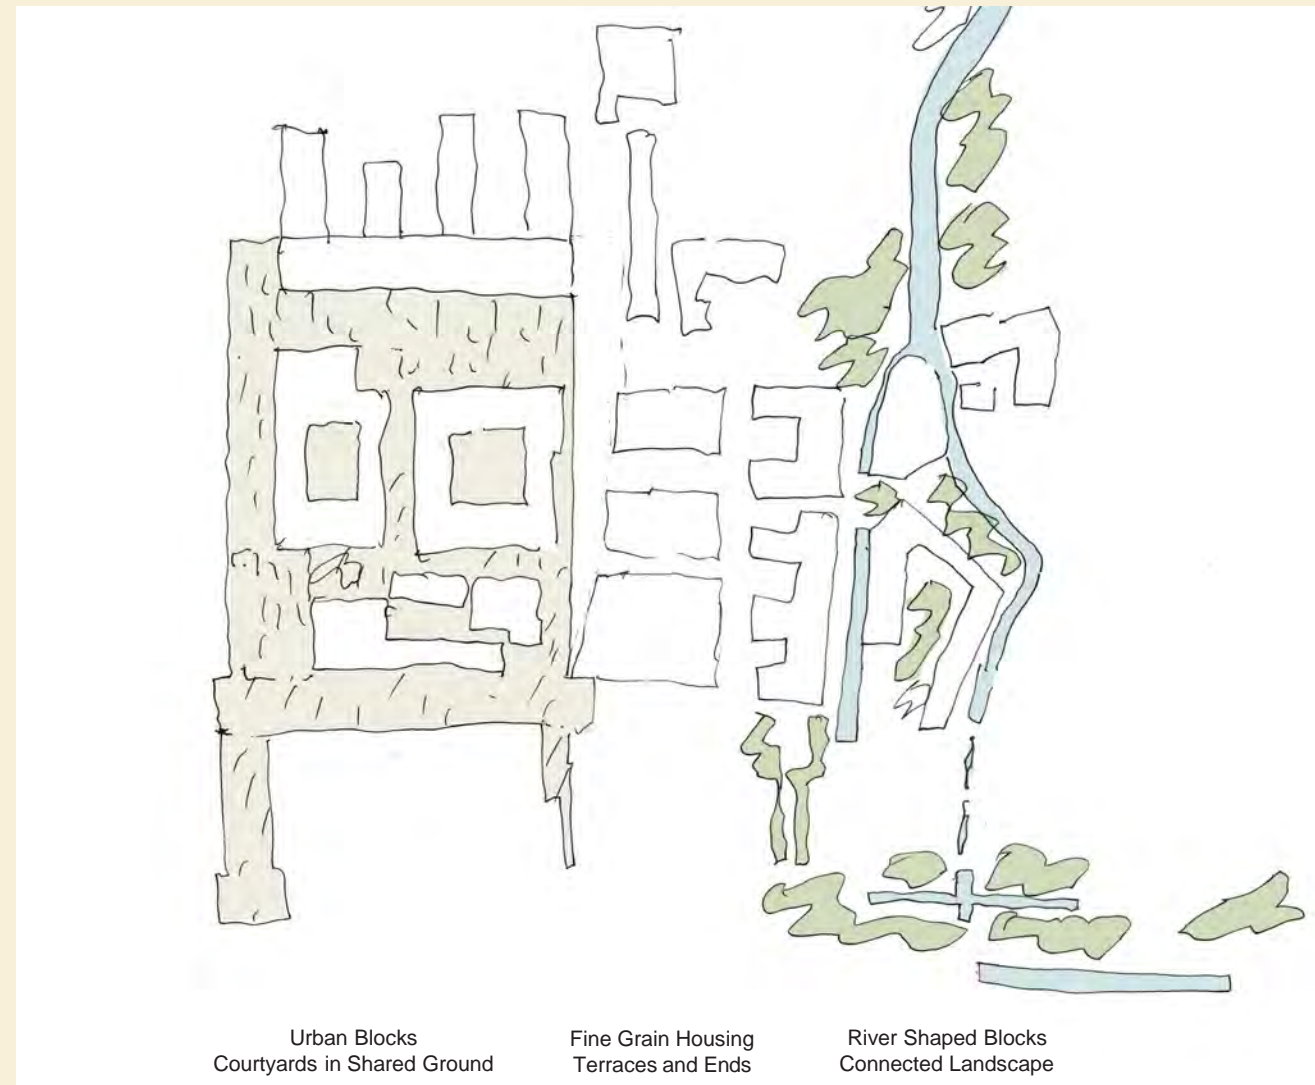 Urban Blocks
Courtyards in Shared Ground
Fine Grain Housing
Terraces and Ends
River Shaped Blocks
Connected Landscape